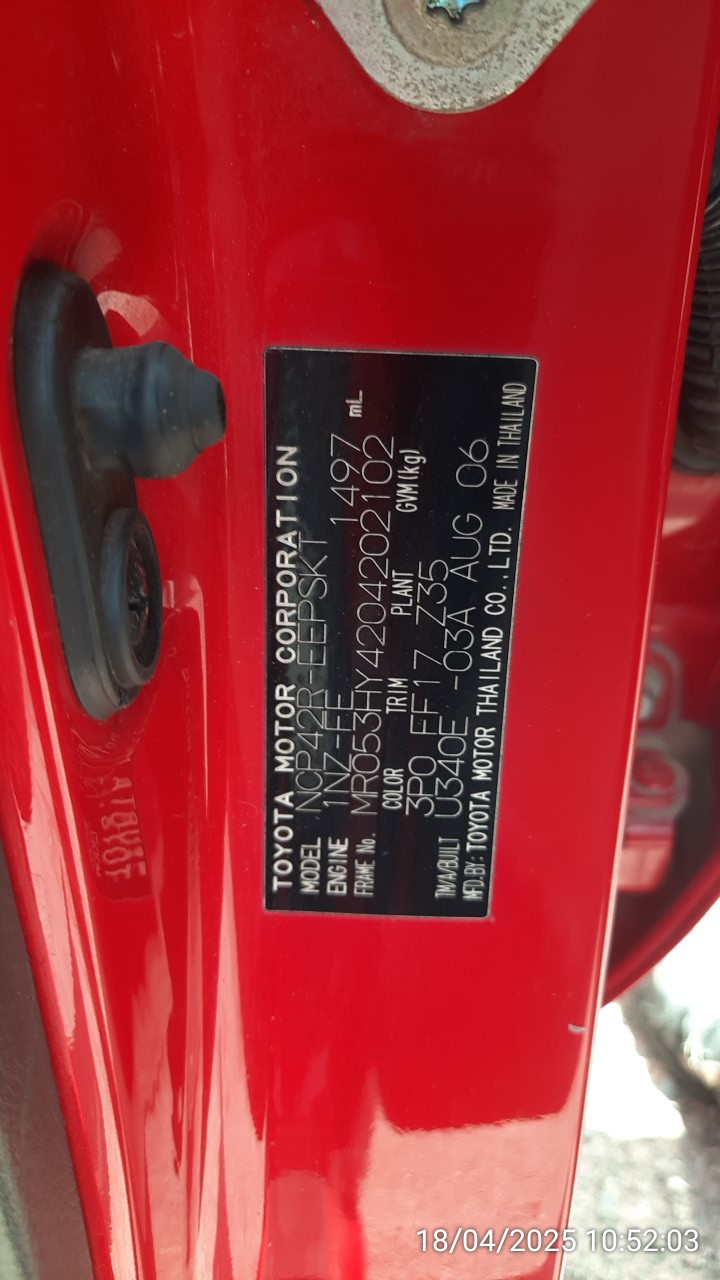 TOYOTA MOTOR CORPORATION
MODEL NCP42R-EEPSKT
ENGINE 1NZ-FE 1497 mL
FRAME No. MR053HY4204202102
COLOR TRIM PLANT GVM(kg)
3P0 FF17 Z35
TM/A/BUILT U340E -03A AUG 06
MFD.BY: TOYOTA MOTOR THAILAND CO.,LTD. MADE IN THAILAND
18/04/2025 10:52:03